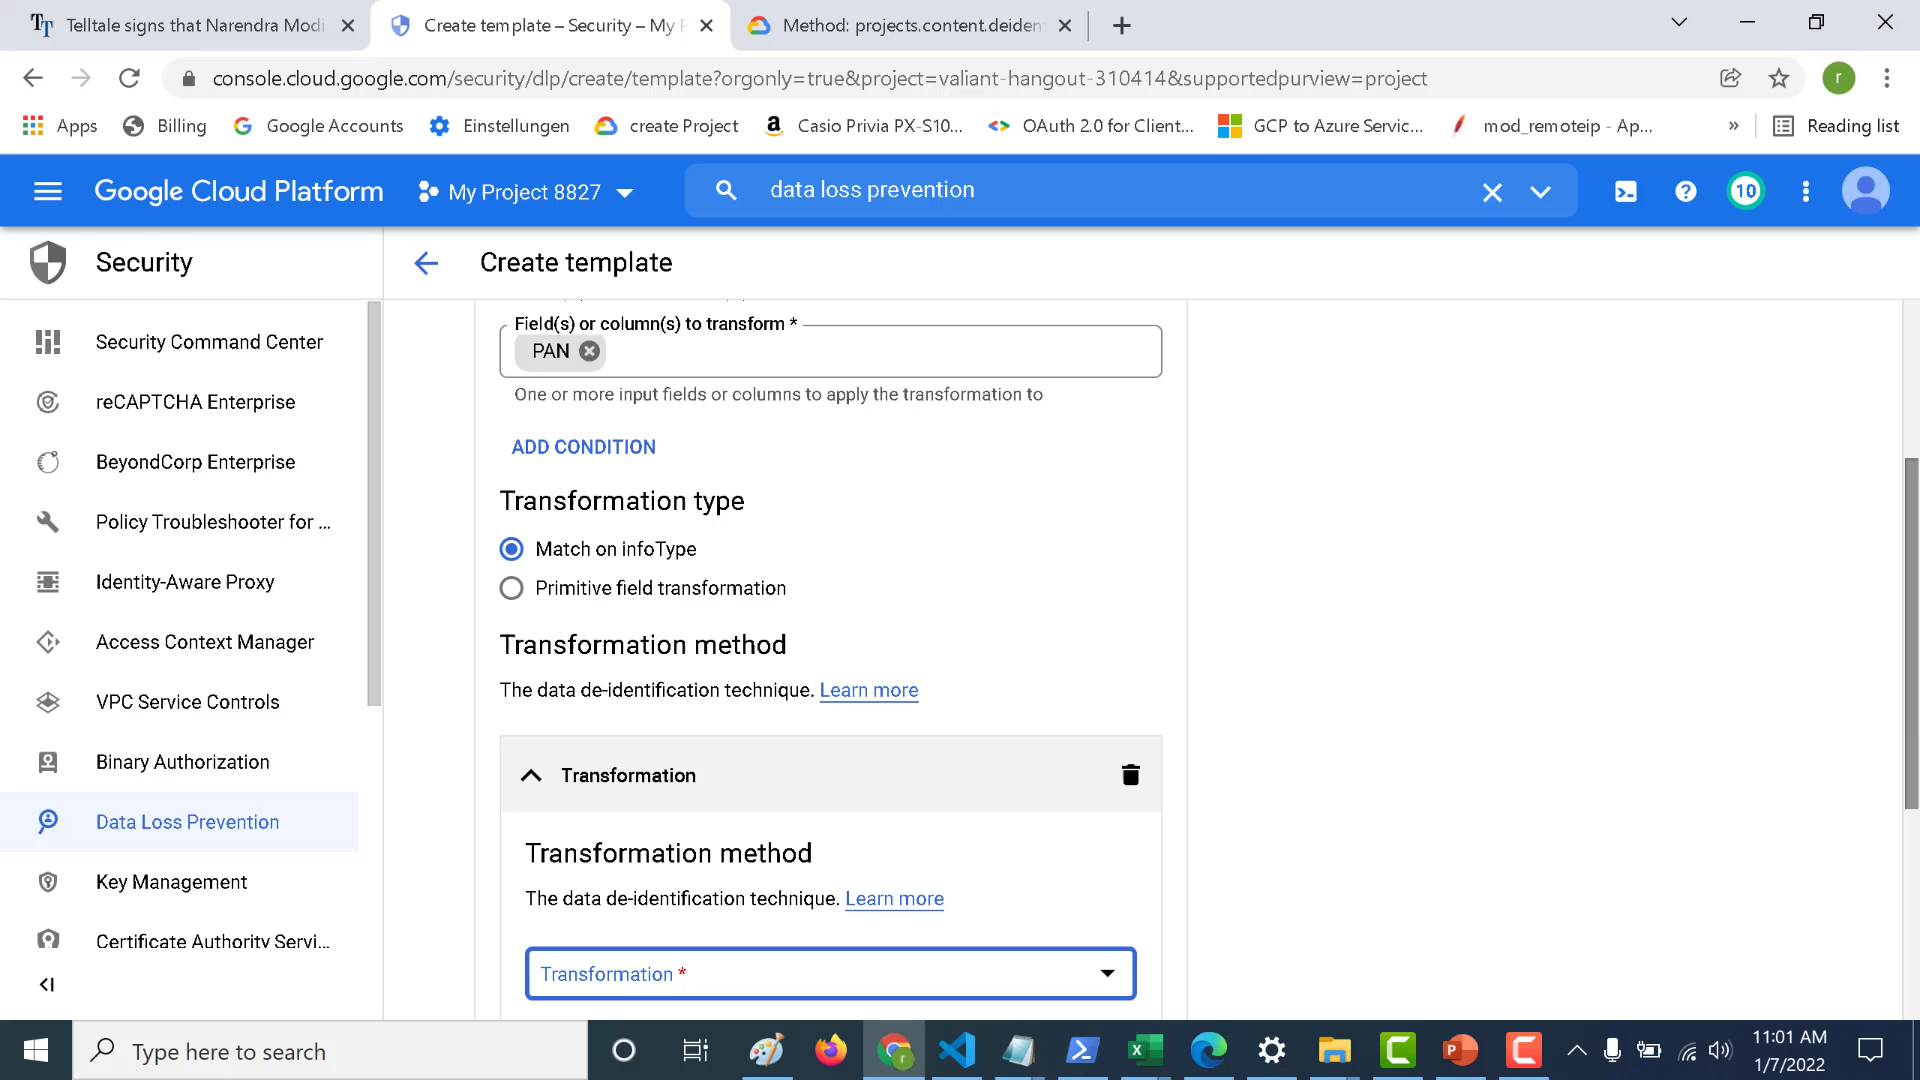 Telltale signs that Narendra Modi
Create template – Security – My P
Method: projects.content.deiden
console.cloud.google.com/security/dlp/create/template?orgonly=true&project=valiant-hangout-310414&supportedpurview=project
r
Apps
Billing
Google Accounts
Einstellungen
create Project
Casio Privia PX-S10...
OAuth 2.0 for Client...
GCP to Azure Servic...
mod_remoteip - Ap...
»
Reading list
Google Cloud Platform
My Project 8827
data loss prevention
10
Security
Create template
Security Command Center
reCAPTCHA Enterprise
BeyondCorp Enterprise
Policy Troubleshooter for ...
Identity-Aware Proxy
Access Context Manager
VPC Service Controls
Binary Authorization
Data Loss Prevention
Key Management
Certificate Authority Servi...
Field(s) or column(s) to transform *
PAN
One or more input fields or columns to apply the transformation to
ADD CONDITION
Transformation type
Match on infoType
Primitive field transformation
Transformation method
The data de-identification technique. Learn more
Transformation
Transformation method
The data de-identification technique. Learn more
Transformation *
Type here to search
11:01 AM
1/7/2022